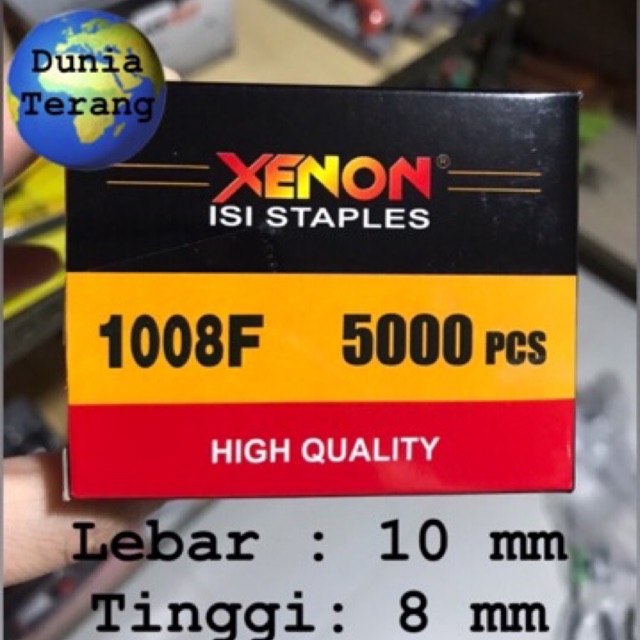 Dunia
Terang
XENON®
ISI STAPLES
1008F 5000 PCS
HIGH QUALITY
Lebar : 10 mm
Tinggi: 8 mm